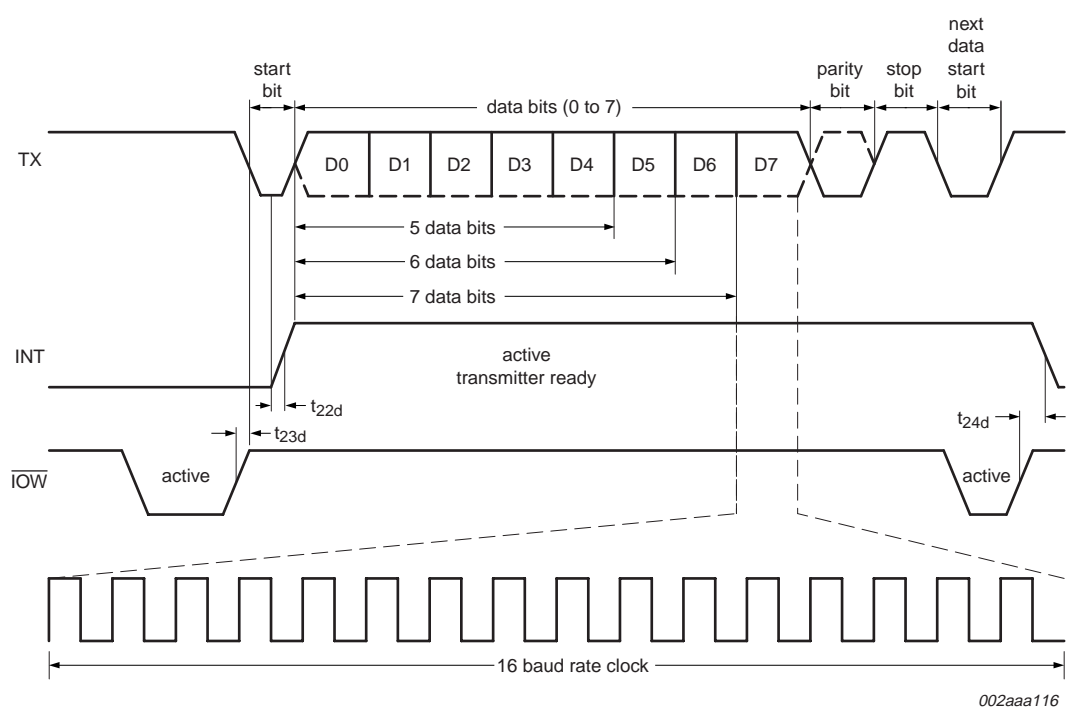 next
data
start
bit
start
bit
parity
bit
stop
bit
data bits (0 to 7)
TX
D0 D1 D2 D3 D4 D5 D6 D7
5 data bits
6 data bits
7 data bits
INT
active
transmitter ready
t22d
t23d
t24d
IOW
active
active
16 baud rate clock
002aaa116